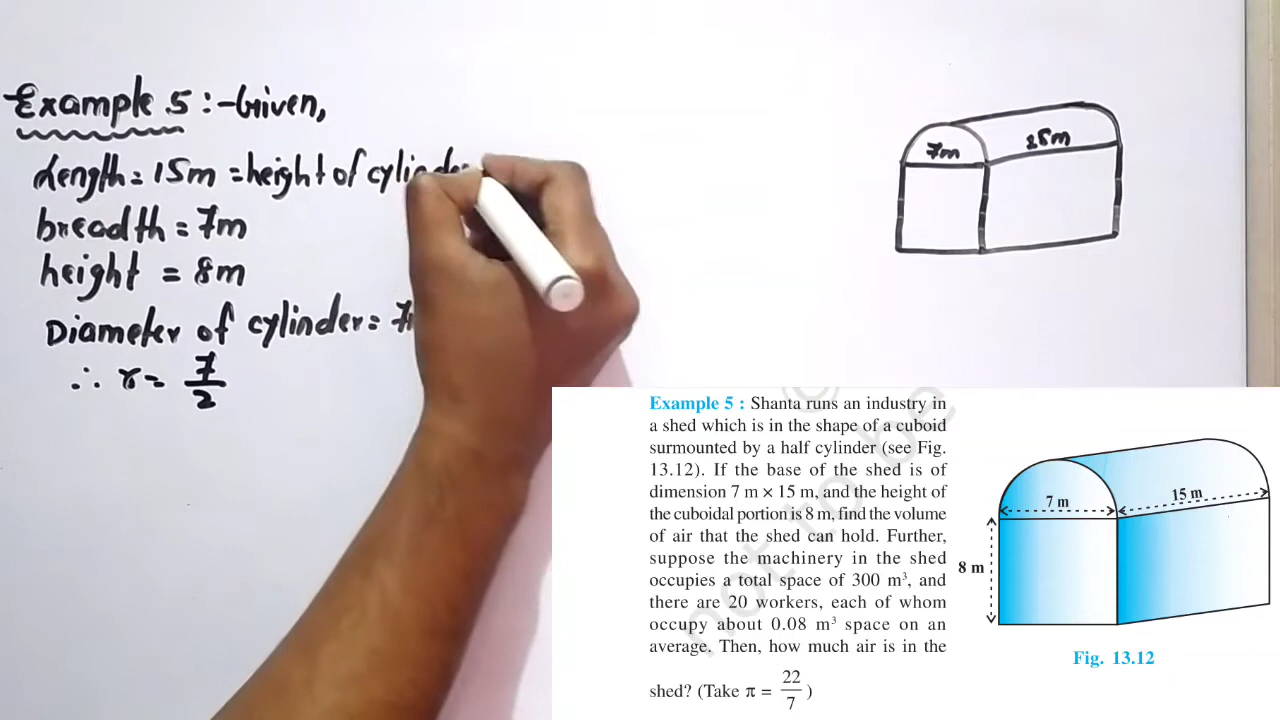 Example 5 :- Given,
Length = 15m = height of cylinder
breadth = 7m
height = 8m
Diameter of cylinder = 7
∴ r = 7/2
7m
15m
Example 5 : Shanta runs an industry in
a shed which is in the shape of a cuboid
surmounted by a half cylinder (see Fig.
13.12). If the base of the shed is of
dimension 7 m × 15 m, and the height of
the cuboidal portion is 8 m, find the volume
of air that the shed can hold. Further,
suppose the machinery in the shed
occupies a total space of 300 m³, and
there are 20 workers, each of whom
occupy about 0.08 m³ space on an
average. Then, how much air is in the
shed? (Take π = 22/7)
not to be
7 m
15 m
8 m
Fig. 13.12